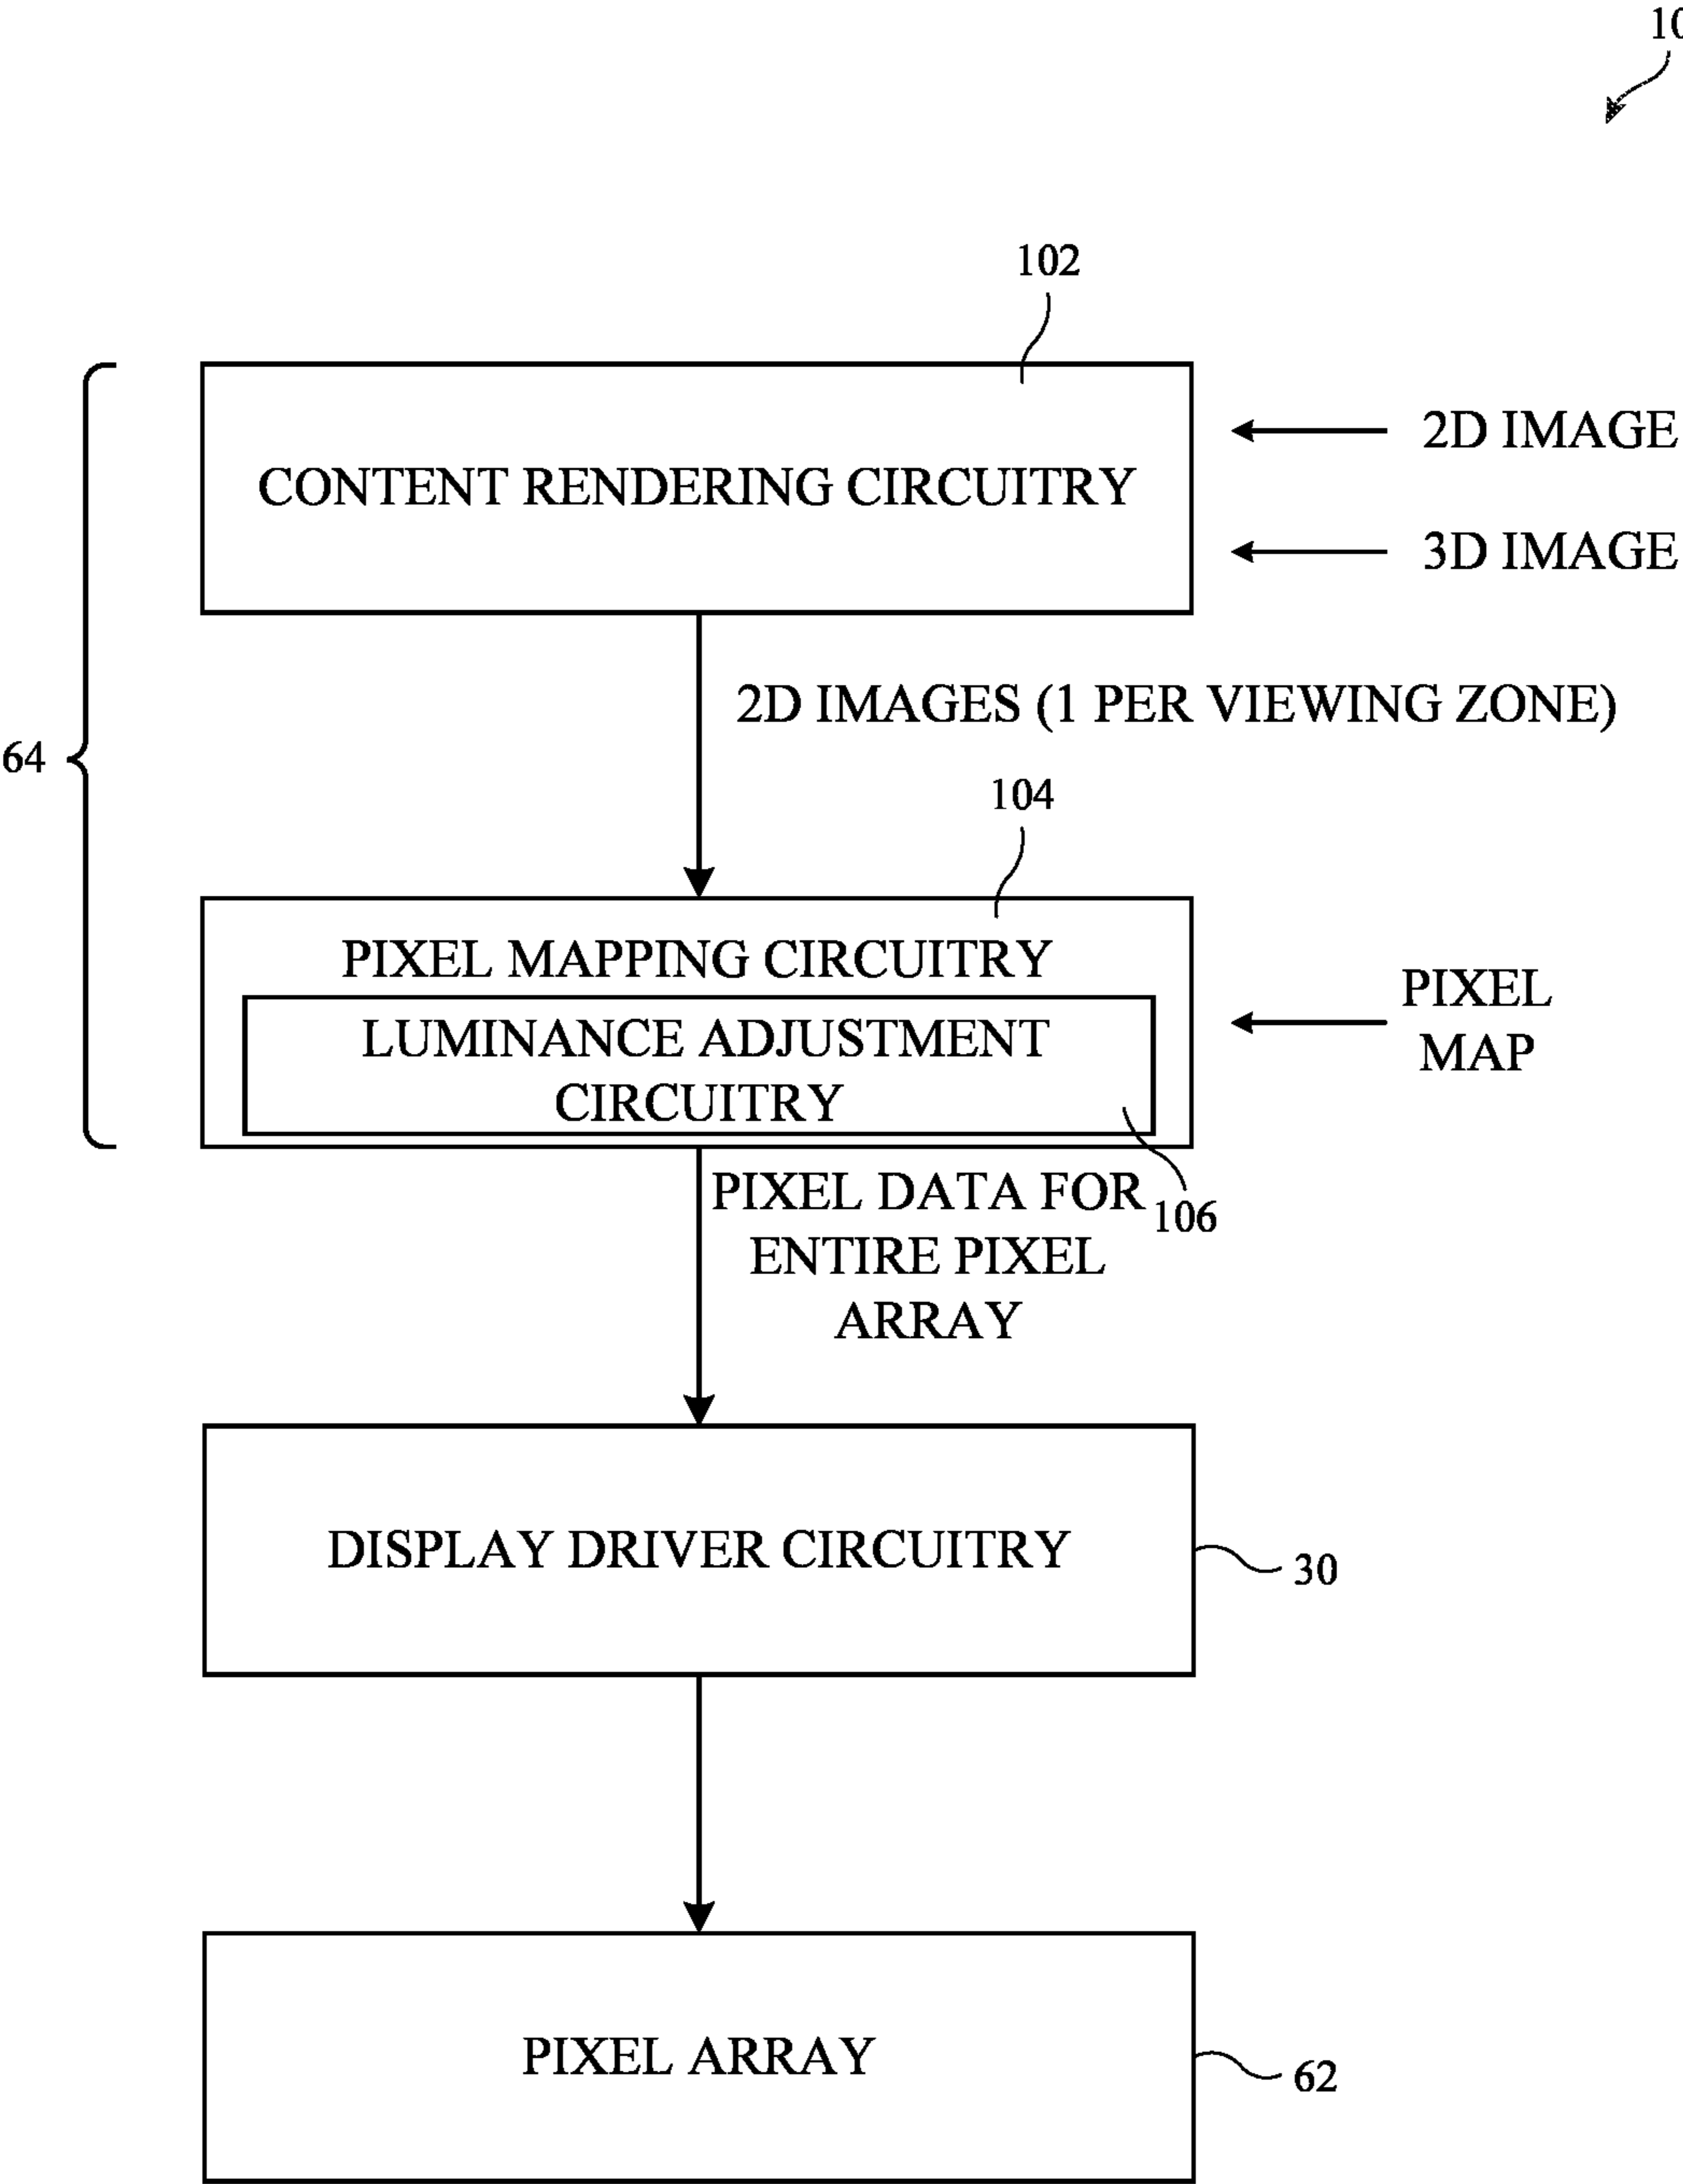 10
102
CONTENT RENDERING CIRCUITRY
2D IMAGE
3D IMAGE
2D IMAGES (1 PER VIEWING ZONE)
64
104
PIXEL MAPPING CIRCUITRY
LUMINANCE ADJUSTMENT
CIRCUITRY
PIXEL
MAP
PIXEL DATA FOR
ENTIRE PIXEL
ARRAY
106
DISPLAY DRIVER CIRCUITRY
30
PIXEL ARRAY
62